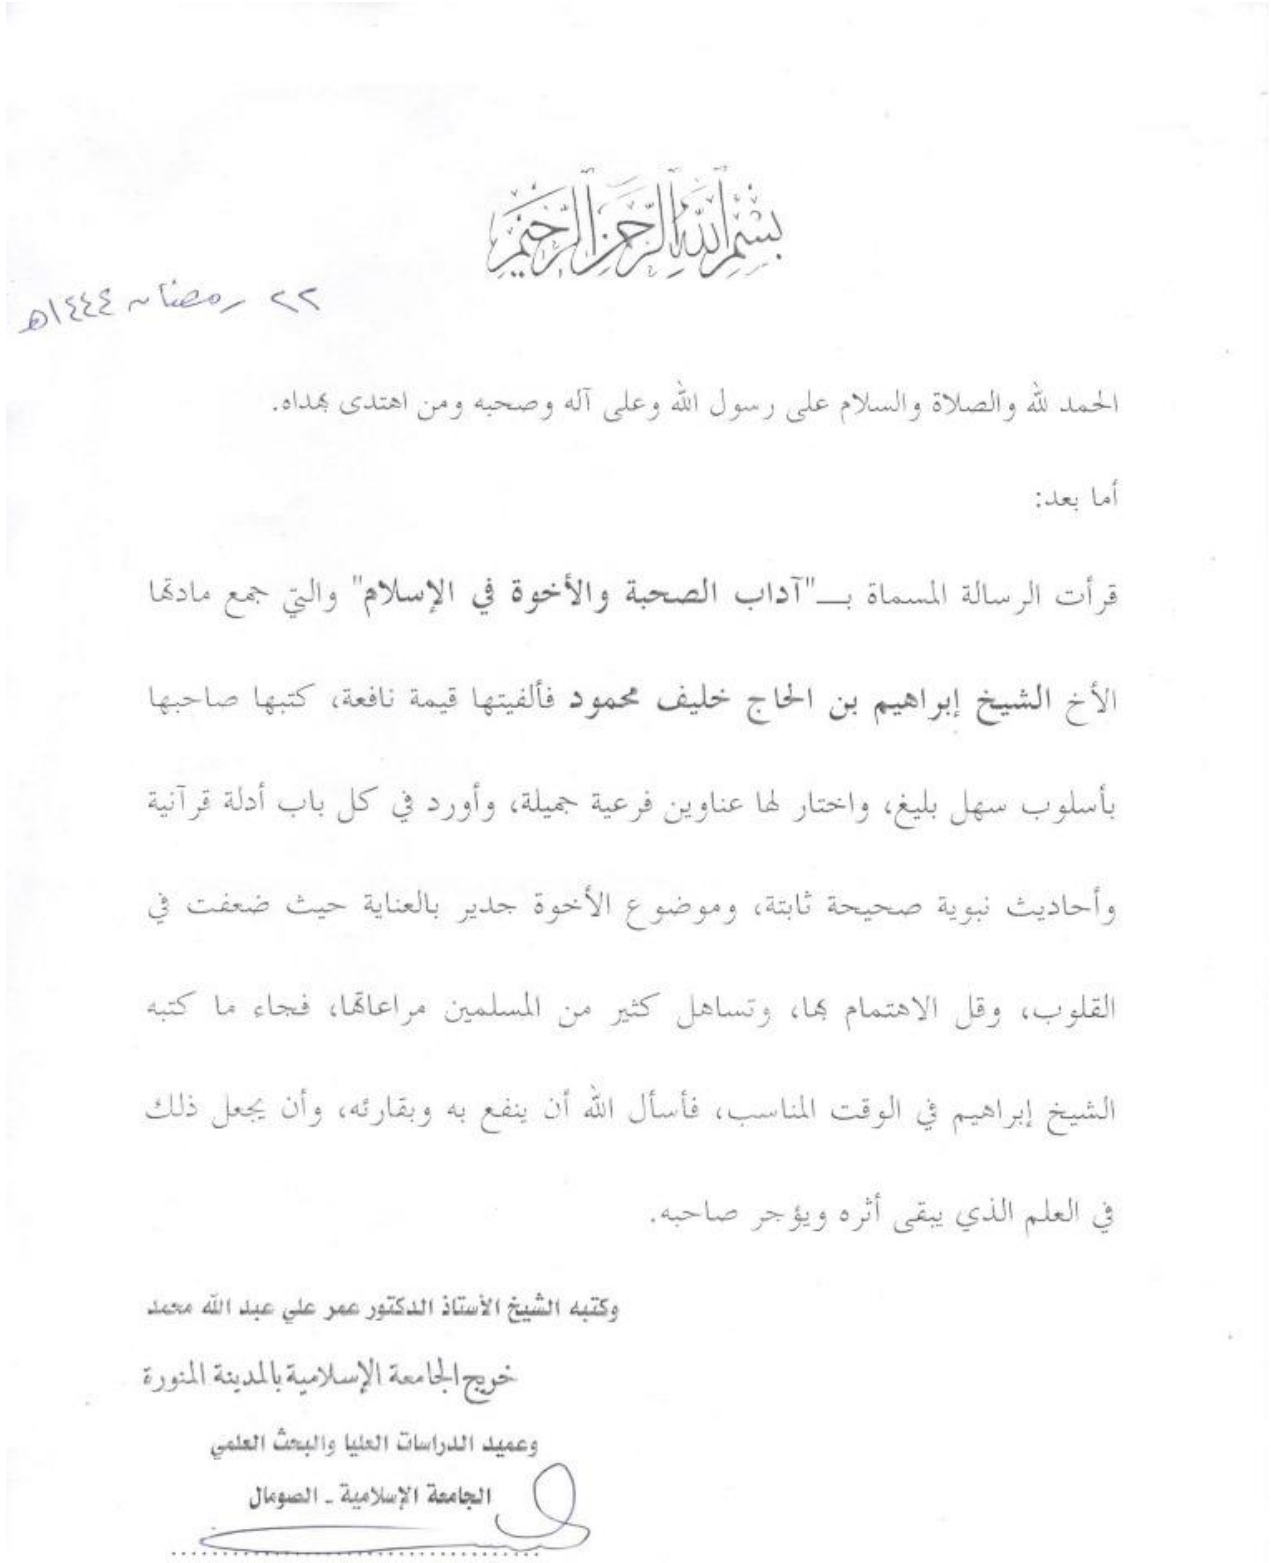 بسم الله الرحمن الرحيم
٢٢ رمضان ١٤٤٤هـ
الحمد لله والصلاة والسلام على رسول الله وعلى آله وصحبه ومن اهتدى بهداه.
أما بعد:
قرأت الرسالة المسماة بـ"آداب الصحبة والأخوة في الإسلام" والتي جمع مادتها
الأخ الشيخ إبراهيم بن الحاج خليف محمود فألفيتها قيمة نافعة، كتبها صاحبها
بأسلوب سهل بليغ، واختار لها عناوين فرعية جميلة، وأورد في كل باب أدلة قرآنية
وأحاديث نبوية صحيحة ثابتة، وموضوع الأخوة جدير بالعناية حيث ضعفت في
القلوب، وقل الاهتمام بها، وتساهل كثير من المسلمين مراعاتها، فجاء ما كتبه
الشيخ إبراهيم في الوقت المناسب، فأسأل الله أن ينفع به وبقارئه، وأن يجعل ذلك
في العلم الذي يبقى أثره ويؤجر صاحبه.
وكتبه الشيخ الأستاذ الدكتور عمر علي عبد الله محمد
خريج الجامعة الإسلامية بالمدينة المنورة
وعميد الدراسات العليا والبحث العلمي
الجامعة الإسلامية - الصومال